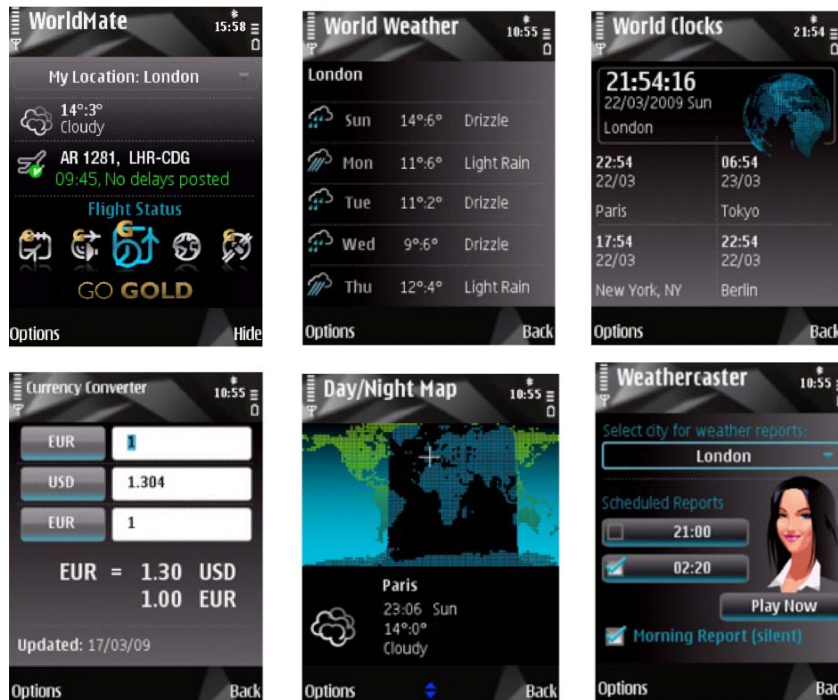 WorldMate
15:58
My Location: London
14°:3°
Cloudy
AR 1281, LHR-CDG
09:45, No delays posted
Flight Status
GO GOLD
Options Hide
World Weather
10:55
London
Sun 14°:6° Drizzle
Mon 11°:6° Light Rain
Tue 11°:2° Drizzle
Wed 9°:6° Drizzle
Thu 12°:4° Light Rain
Options Back
World Clocks
21:54
21:54:16
22/03/2009 Sun
London
22:54 06:54
22/03 23/03
Paris Tokyo
17:54 22:54
22/03 22/03
New York, NY Berlin
Options Back
Currency Converter
10:55
EUR 1
USD 1.304
EUR 1
EUR = 1.30 USD
1.00 EUR
Updated: 17/03/09
Options Back
Day/Night Map
10:55
Paris
23:06 Sun
14°:0°
Cloudy
Options Back
Weathercaster
10:55
Select city for weather reports:
London
Scheduled Reports
21:00
02:20
Play Now
Morning Report (silent)
Options Bac